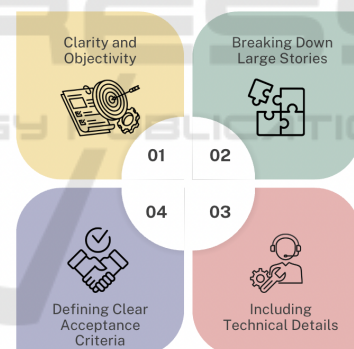 Clarity and
Objectivity
Breaking Down
Large Stories
01
02
04
03
Defining Clear
Acceptance
Criteria
Including
Technical Details